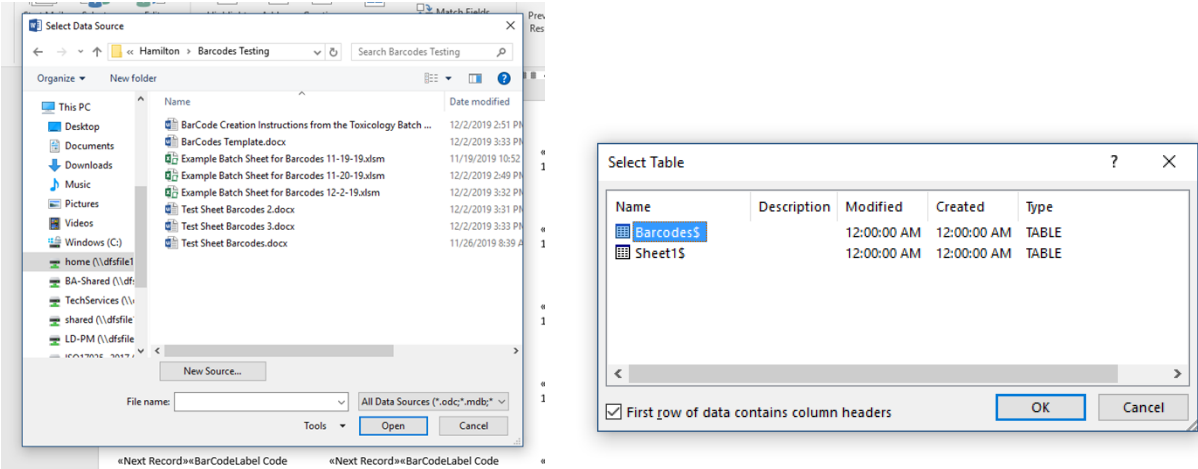 Match Fields
Prev
Res
Select Data Source
« Hamilton > Barcodes Testing
Search Barcodes Testing
Organize
New folder
Name
Date modified
This PC
Desktop
Documents
Downloads
Music
Pictures
Videos
Windows (C:)
home (\\dfsfile1
BA-Shared (\\dfs
TechServices (\\
shared (\\dfsfile
LD-PM (\\dfsfile
BarCode Creation Instructions from the Toxicology Batch ... 12/2/2019 2:51 PM
BarCodes Template.docx 12/2/2019 3:33 PM
Example Batch Sheet for Barcodes 11-19-19.xlsm 11/19/2019 10:52
Example Batch Sheet for Barcodes 11-20-19.xlsm 12/2/2019 2:49 PM
Example Batch Sheet for Barcodes 12-2-19.xlsm 12/2/2019 3:32 PM
Test Sheet Barcodes 2.docx 12/2/2019 3:31 PM
Test Sheet Barcodes 3.docx 12/2/2019 3:33 PM
Test Sheet Barcodes.docx 11/26/2019 8:39 A
New Source...
File name:
All Data Sources (*.odc;*.mdb;*
Tools
Open
Cancel
«Next Record»«BarCodeLabel Code
«Next Record»«BarCodeLabel Code
Select Table
?
Name Description Modified Created Type
Barcodes$ 12:00:00 AM 12:00:00 AM TABLE
Sheet1$ 12:00:00 AM 12:00:00 AM TABLE
First row of data contains column headers
OK
Cancel